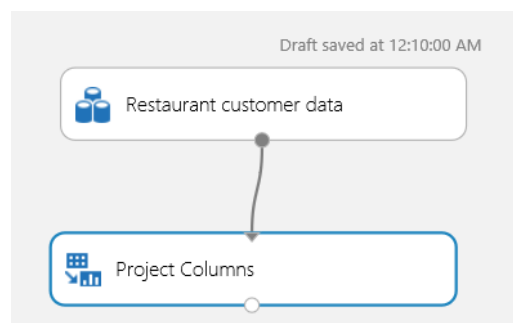 Draft saved at 12:10:00 AM
Restaurant customer data
Project Columns